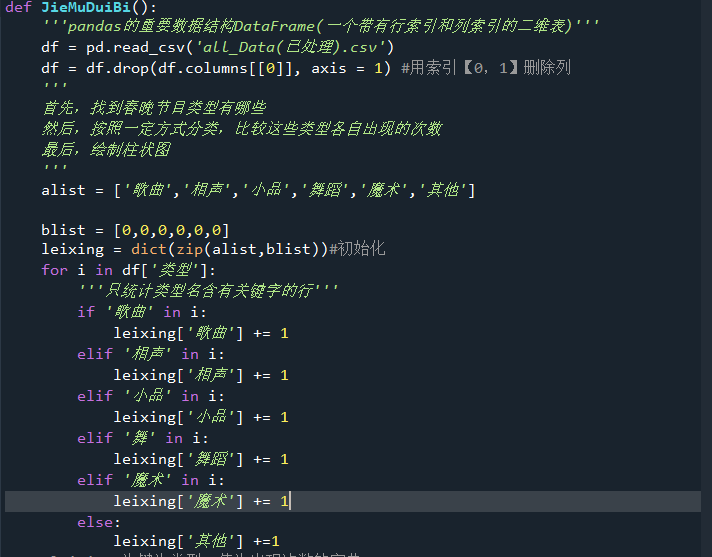 def JieMuDuiBi():
    '''pandas的重要数据结构DataFrame(一个带有行索引和列索引的二维表)'''
    df = pd.read_csv('all_Data(已处理).csv')
    df = df.drop(df.columns[[0]], axis = 1) #用索引【0，1】删除列
    '''
    首先，找到春晚节目类型有哪些
    然后，按照一定方式分类，比较这些类型各自出现的次数
    最后，绘制柱状图
    '''
    alist = ['歌曲','相声','小品','舞蹈','魔术','其他']
    blist = [0,0,0,0,0,0]
    leixing = dict(zip(alist,blist))#初始化
    for i in df['类型']:
        '''只统计类型名含有关键字的行'''
        if '歌曲' in i:
            leixing['歌曲'] += 1
        elif '相声' in i:
            leixing['相声'] += 1
        elif '小品' in i:
            leixing['小品'] += 1
        elif '舞' in i:
            leixing['舞蹈'] += 1
        elif '魔术' in i:
            leixing['魔术'] += 1
        else:
            leixing['其他'] +=1